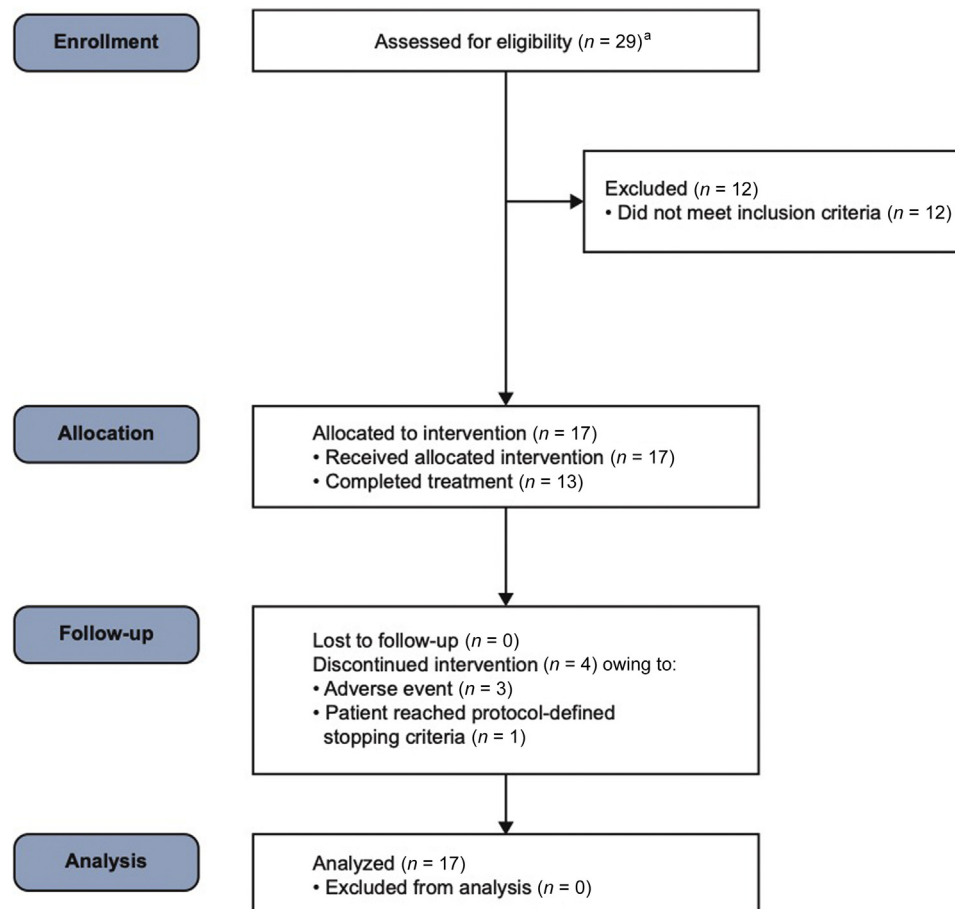 Enrollment
Assessed for eligibility (n = 29)a
Excluded (n = 12)
• Did not meet inclusion criteria (n = 12)
Allocation
Allocated to intervention (n = 17)
• Received allocated intervention (n = 17)
• Completed treatment (n = 13)
Follow-up
Lost to follow-up (n = 0)
Discontinued intervention (n = 4) owing to:
• Adverse event (n = 3)
• Patient reached protocol-defined
stopping criteria (n = 1)
Analysis
Analyzed (n = 17)
• Excluded from analysis (n = 0)